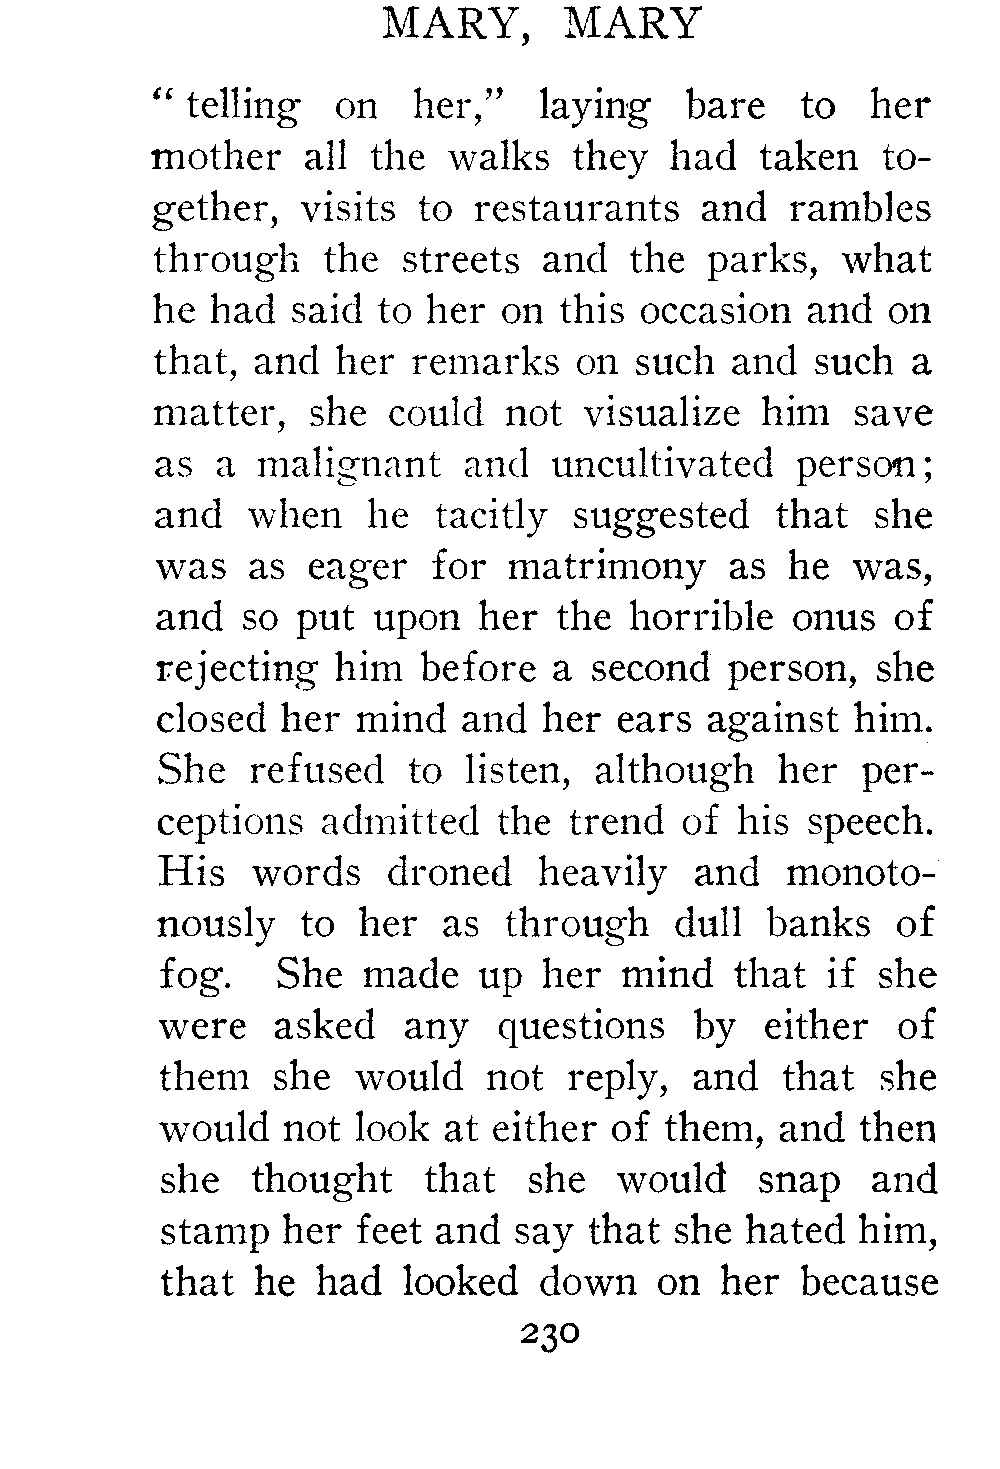 MARY, MARY
“ telling on her,” laying bare to her
mother all the walks they had taken to-
gether, visits to restaurants and rambles
through the streets and the parks, what
he had said to her on this occasion and on
that, and her remarks on such and such a
matter, she could not visualize him save
as a malignant and uncultivated person;
and when he tacitly suggested that she
was as eager for matrimony as he was,
and so put upon her the horrible onus of
rejecting him before a second person, she
closed her mind and her ears against him.
She refused to listen, although her per-
ceptions admitted the trend of his speech.
His words droned heavily and monoto-
nously to her as through dull banks of
fog. She made up her mind that if she
were asked any questions by either of
them she would not reply, and that she
would not look at either of them, and then
she thought that she would snap and
stamp her feet and say that she hated him,
that he had looked down on her because
230